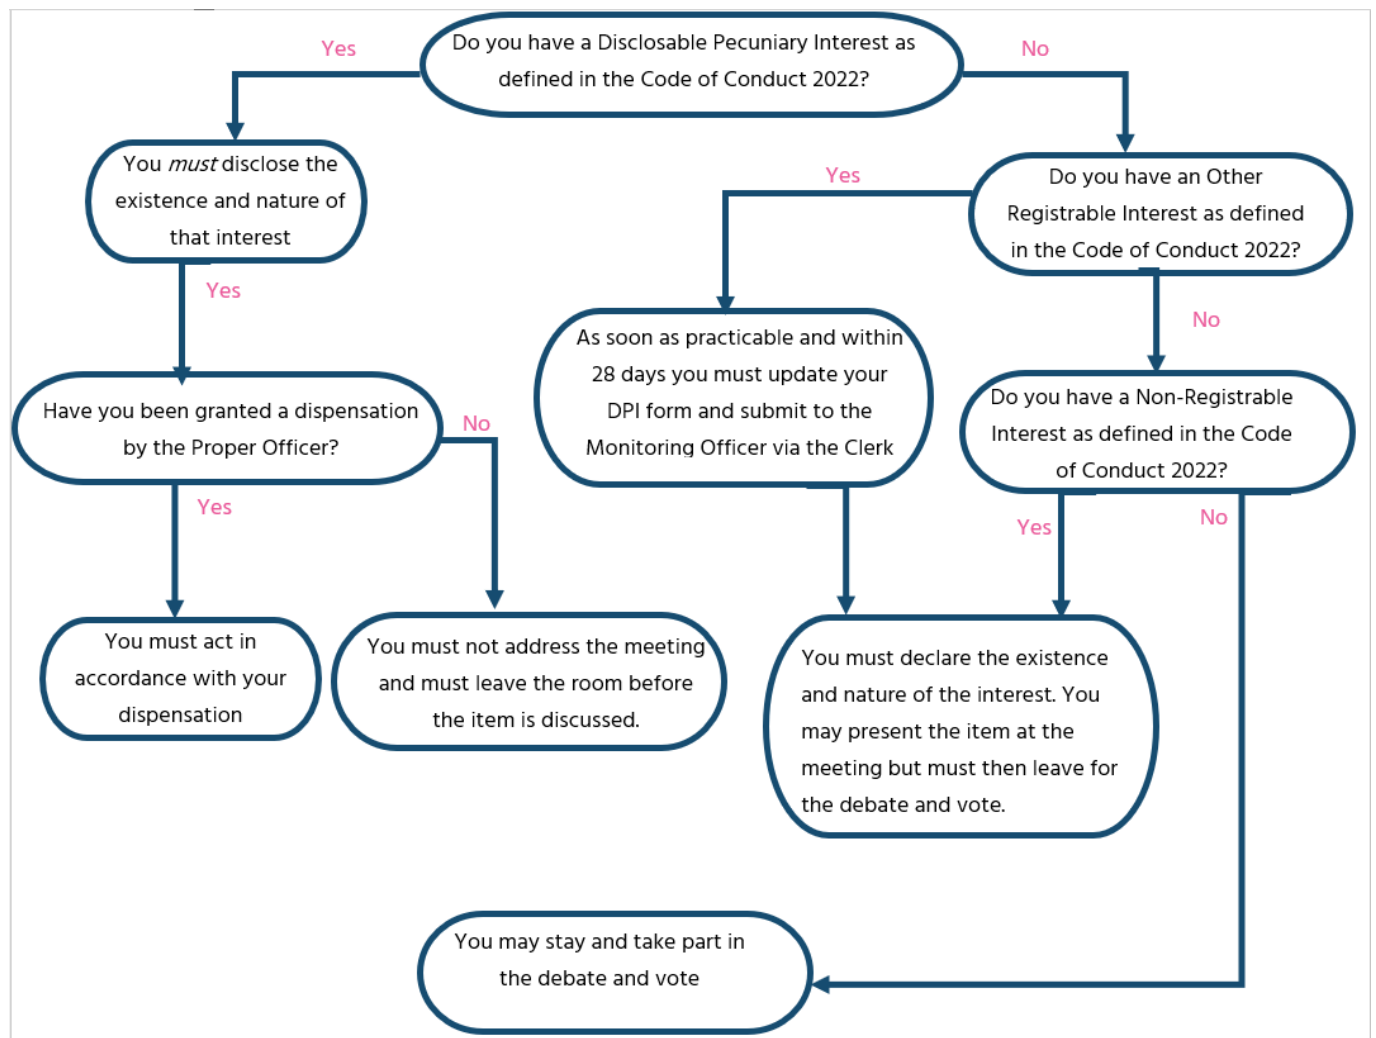 Do you have a Disclosable Pecuniary Interest as
defined in the Code of Conduct 2022?
Yes
No
You must disclose the
existence and nature of
that interest
Yes
Do you have an Other
Registrable Interest as defined
in the Code of Conduct 2022?
Yes
No
Have you been granted a dispensation
by the Proper Officer?
No
As soon as practicable and within
28 days you must update your
DPI form and submit to the
Monitoring Officer via the Clerk
Do you have a Non-Registrable
Interest as defined in the Code
of Conduct 2022?
Yes
Yes
No
You must act in
accordance with your
dispensation
You must not address the meeting
and must leave the room before
the item is discussed.
You must declare the existence
and nature of the interest. You
may present the item at the
meeting but must then leave for
the debate and vote.
You may stay and take part in
the debate and vote